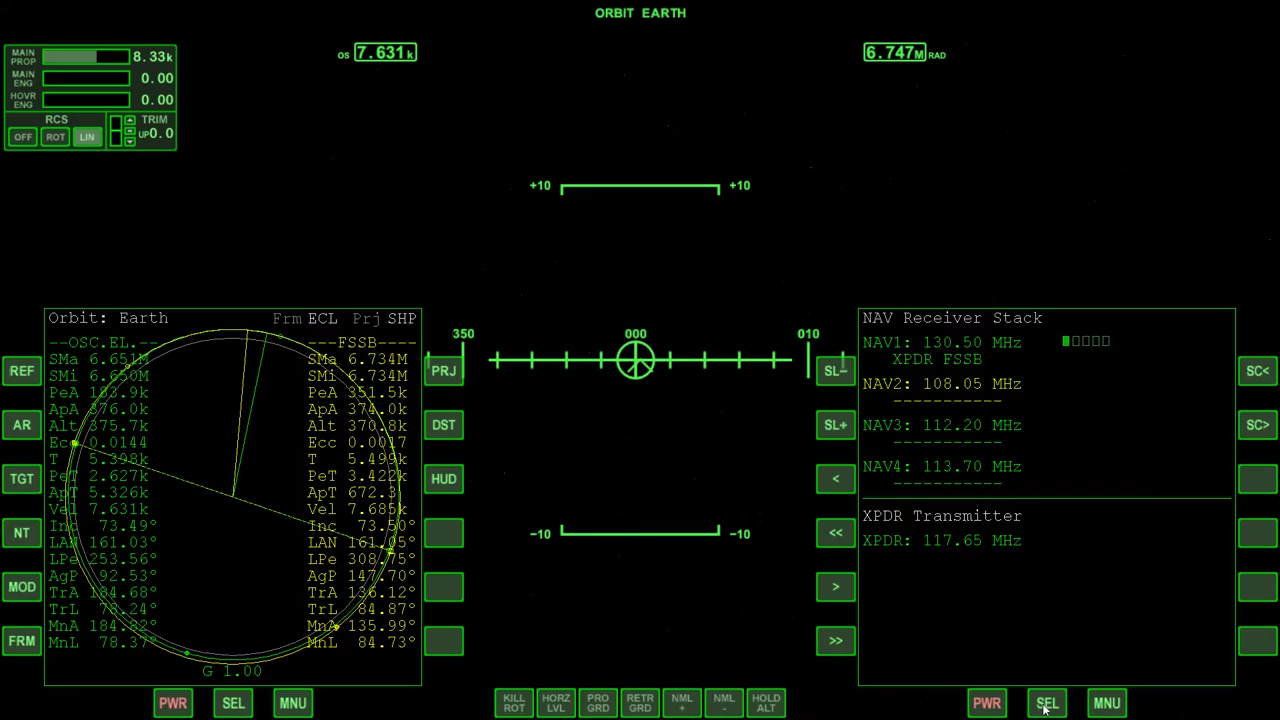 ORBIT EARTH
MAIN PROP 8.33k
MAIN ENG 0.00
HOVR ENG 0.00
RCS TRIM
UP 0.0
OFF ROT LIN
OS 7.631k
6.747M RAD
+10 +10
350 000 010
-10 -10
Orbit: Earth Frm ECL Prj SHP
--OSC.EL.-- ---FSSB---
SMa 6.651M SMa 6.734M
SMi 6.650M SMi 6.734M
PeA PeA 351.5k
ApA 376.0k ApA 374.0k
Alt 375.7k Alt 370.8k
Ecc 0.0144 Ecc 0.0017
T 5.398k T 5.499k
PeT 2.627k PeT 3.422k
ApT 5.326k ApT 672.3
Vel 7.631k Vel 7.685k
Inc 73.49° Inc 73.50°
LAN 161.03° LAN
LPe 253.56° LPe 308.75°
AgP 92.53° AgP 147.70°
TrA 184.68° TrA 136.12°
TrL 78.24° TrL 84.87°
MnA 184.82° MnA 135.99°
MnL 78.37° MnL 84.73°
G 1.00
REF
AR
TGT
NT
MOD
FRM
PRJ
DST
HUD
PWR SEL MNU
KILL ROT
HORZ LVL
PRO GRD
RETR GRD
NML +
NML -
HOLD ALT
NAV Receiver Stack
NAV1: 130.50 MHz
XPDR FSSB
NAV2: 108.05 MHz
-----------
NAV3: 112.20 MHz
-----------
NAV4: 113.70 MHz
-----------
XPDR Transmitter
XPDR: 117.65 MHz
SL-
SL+
<
<<
>
>>
SC<
SC>
PWR SEL MNU